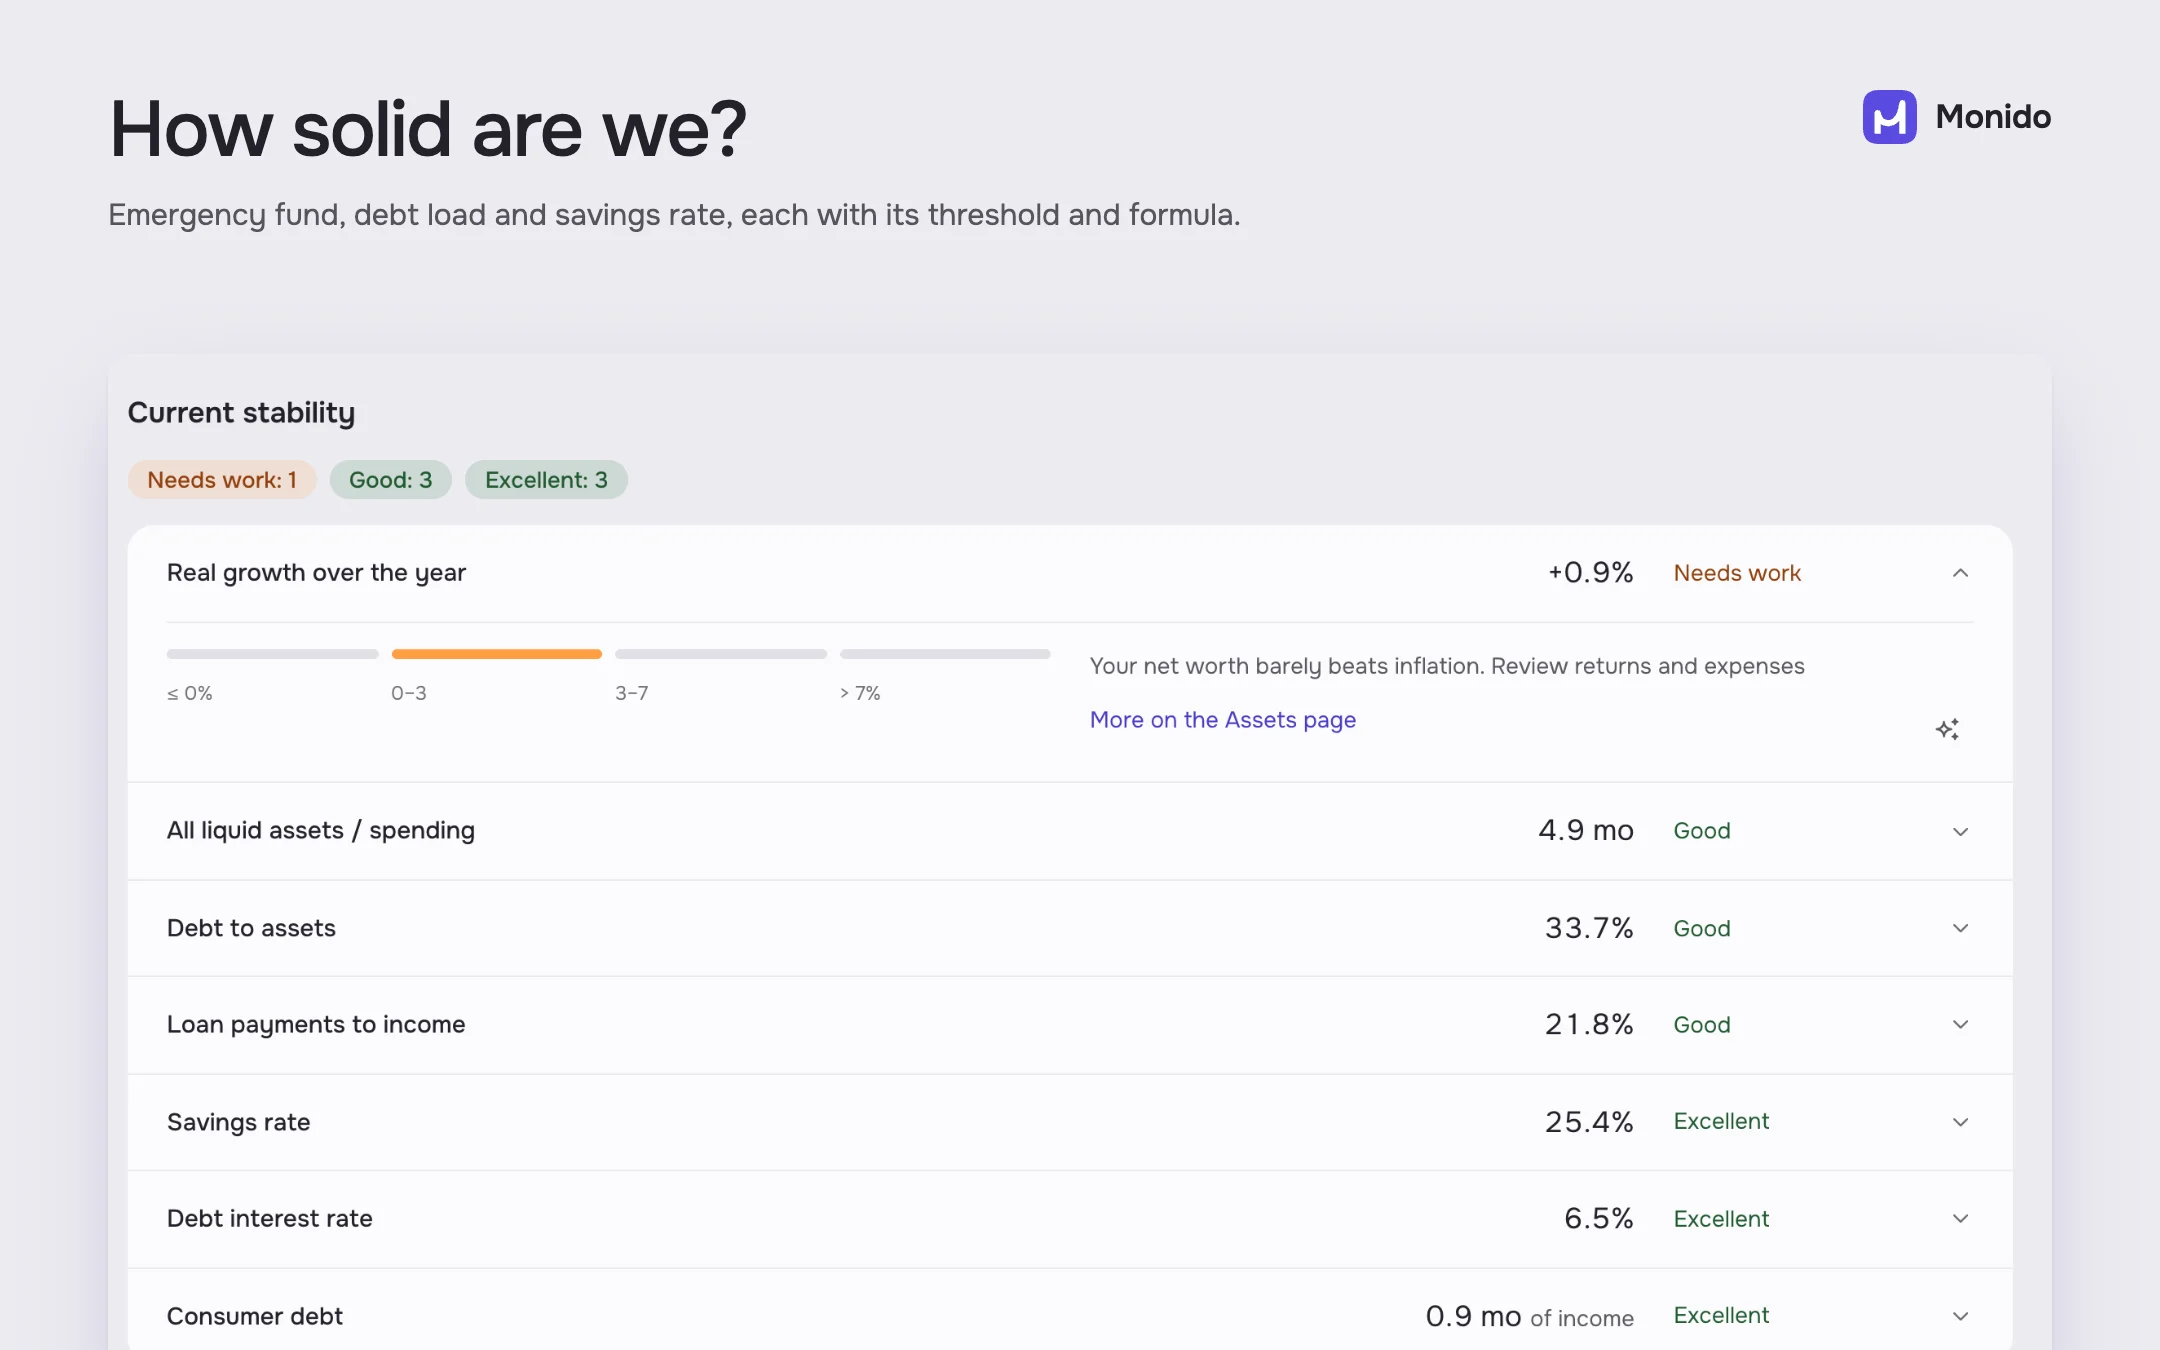 How solid are we?
Monido
Emergency fund, debt load and savings rate, each with its threshold and formula.
Current stability
Needs work: 1 Good: 3 Excellent: 3
Real growth over the year +0.9% Needs work
≤ 0% 0–3 3–7 > 7%
Your net worth barely beats inflation. Review returns and expenses
More on the Assets page
All liquid assets / spending 4.9 mo Good
Debt to assets 33.7% Good
Loan payments to income 21.8% Good
Savings rate 25.4% Excellent
Debt interest rate 6.5% Excellent
Consumer debt 0.9 mo of income Excellent